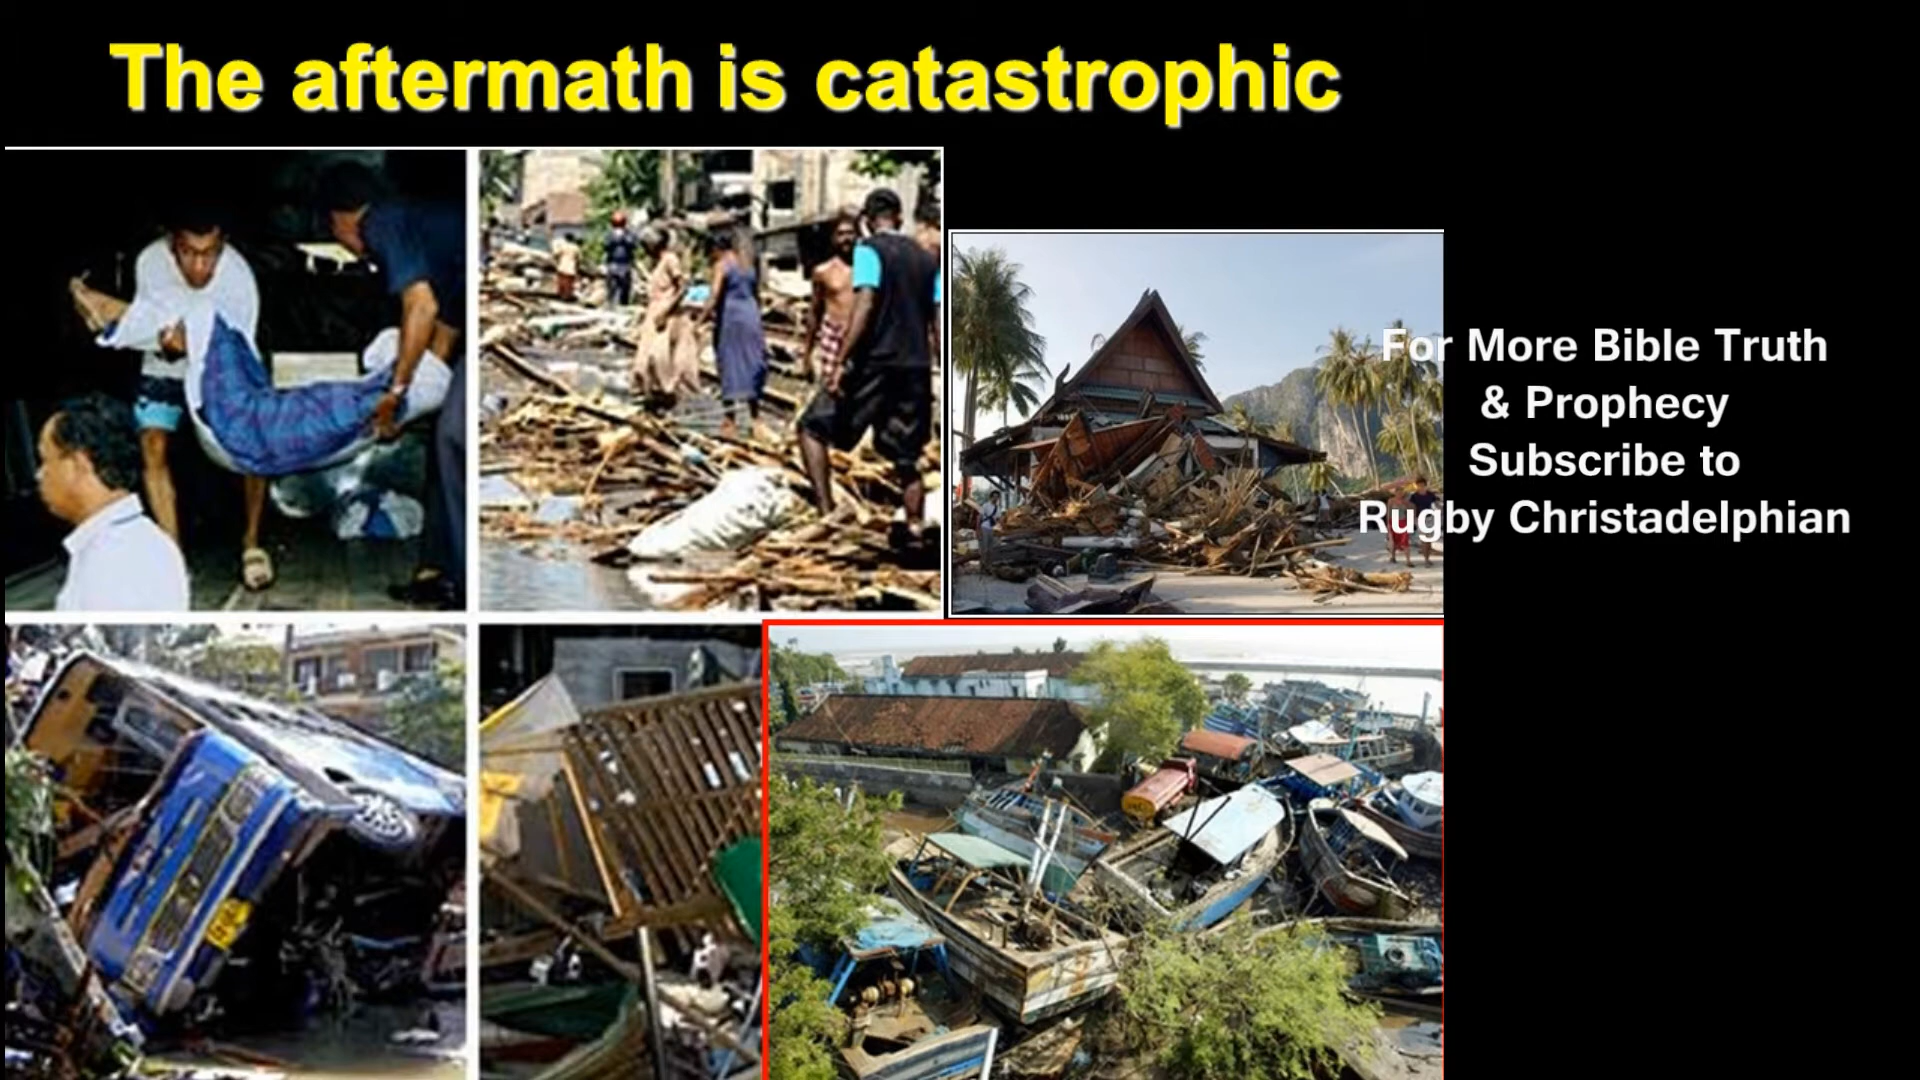 The aftermath is catastrophic
For More Bible Truth
& Prophecy
Subscribe to
Rugby Christadelphian